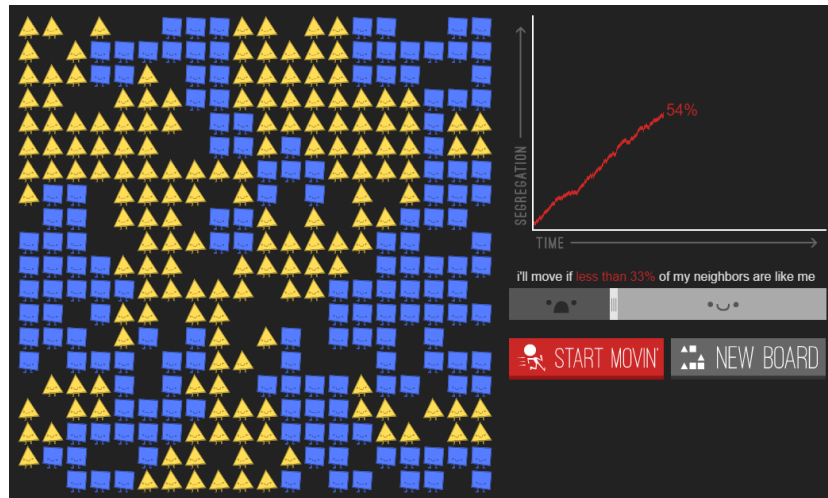 54%
SEGREGATION
TIME
i'll move if less than 33% of my neighbors are like me
START MOVIN'
NEW BOARD